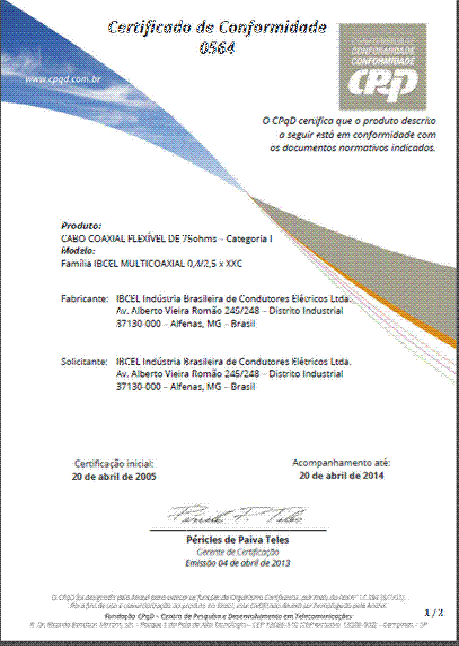 Certificado de Conformidade
0564
www.cpqd.com.br
CONFORMIDADE
CONFORMIDADE
CPqD
O CPqD certifica que o produto descrito
a seguir está em conformidade com
os documentos normativos indicados.
Produto:
CABO COAXIAL FLEXÍVEL DE 75ohms – Categoria I
Modelo:
Família IBCEL MULTICOAXIAL 0,4/2,5 x XXC
Fabricante: IBCEL Indústria Brasileira de Condutores Elétricos Ltda.
Av. Alberto Vieira Romão 245/248 – Distrito Industrial
37130-000 – Alfenas, MG – Brasil
Solicitante: IBCEL Indústria Brasileira de Condutores Elétricos Ltda.
Av. Alberto Vieira Romão 245/248 – Distrito Industrial
37130-000 – Alfenas, MG – Brasil
Certificação inicial:
20 de abril de 2005
Acompanhamento até:
20 de abril de 2014
Péricles de Paiva Teles
Gerente de Certificação
Emissão 04 de abril de 2013
1 / 2
Fundação CPqD – Centro de Pesquisa e Desenvolvimento em Telecomunicações